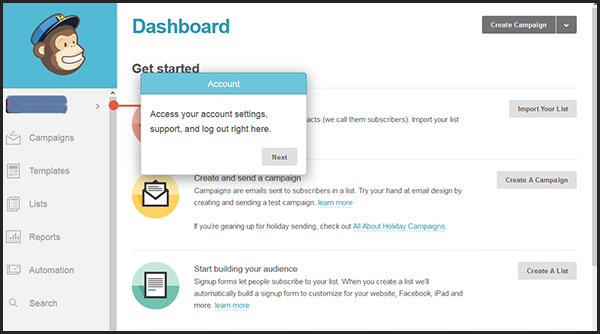 Dashboard
Create Campaign
Get started
Account
Access your account settings,
support, and log out right here.
Next
acts (we call them subscribers). Import your list
Import Your List
Campaigns
Templates
Lists
Reports
Automation
Search
Create and send a campaign
Campaigns are emails sent to subscribers in a list. Try your hand at email design by
creating and sending a test campaign. learn more
If you're gearing up for holiday sending, check out All About Holiday Campaigns.
Create A Campaign
Start building your audience
Signup forms let people subscribe to your list. When you create a list we'll
automatically build a signup form to customize for your website, Facebook, iPad and
more. learn more
Create A List